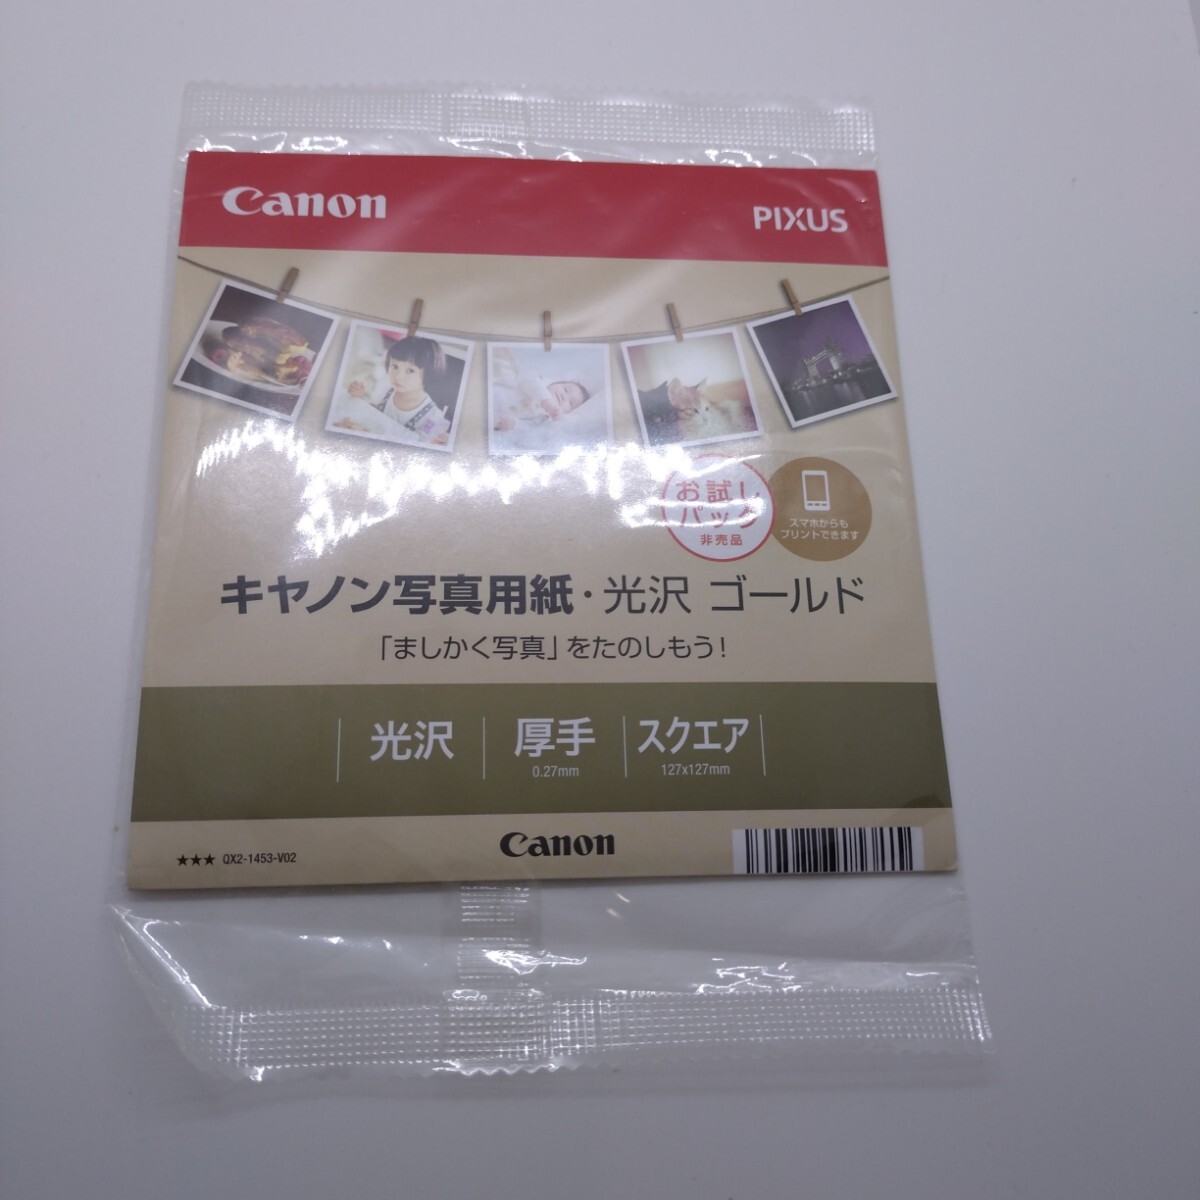 Canon
PIXUS
お試し
パック
非売品
スマホからも
プリントできます
キヤノン写真用紙・光沢 ゴールド
「ましかく写真」をたのしもう!
光沢
厚手
0.27mm
スクエア
127x127mm
★★★ QX2-1453-V02
Canon